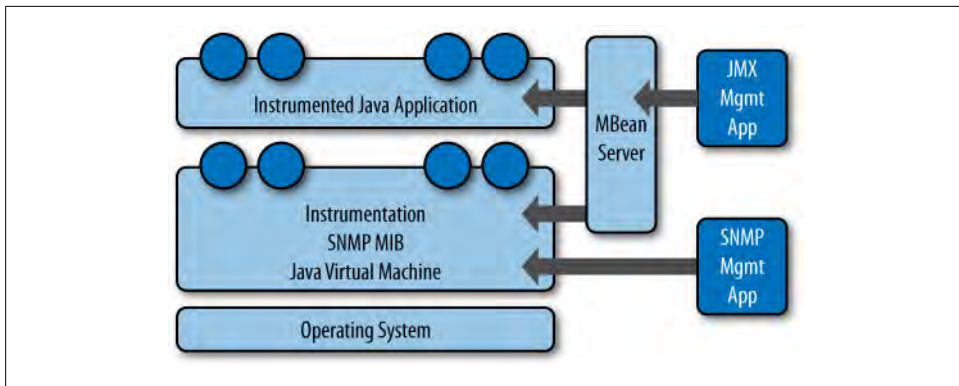 Instrumented Java Application
MBean
Server
JMX
Mgmt
App
Instrumentation
SNMP MIB
Java Virtual Machine
SNMP
Mgmt
App
Operating System